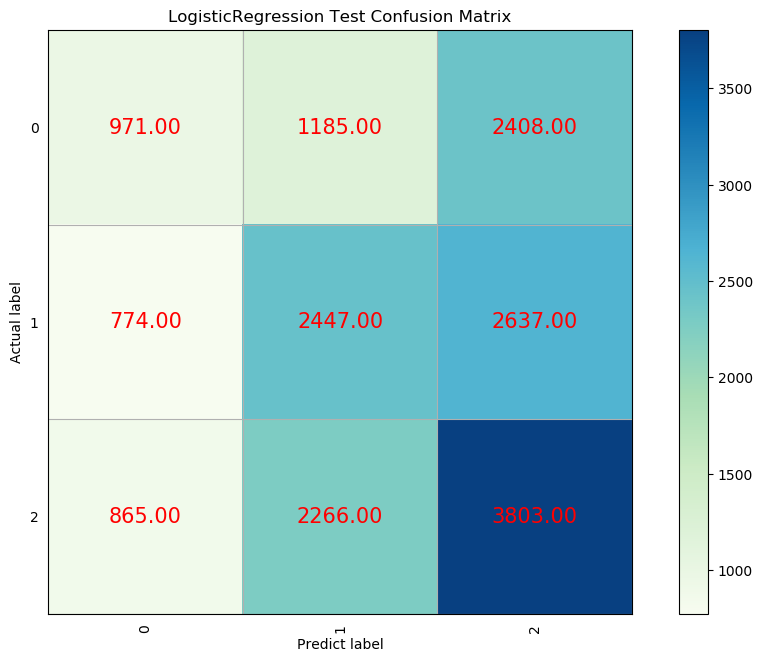 LogisticRegression Test Confusion Matrix
0
971.00 1185.00 2408.00
1
774.00 2447.00 2637.00
2
865.00 2266.00 3803.00
Actual label
0 1 2
Predict label
3500
3000
2500
2000
1500
1000